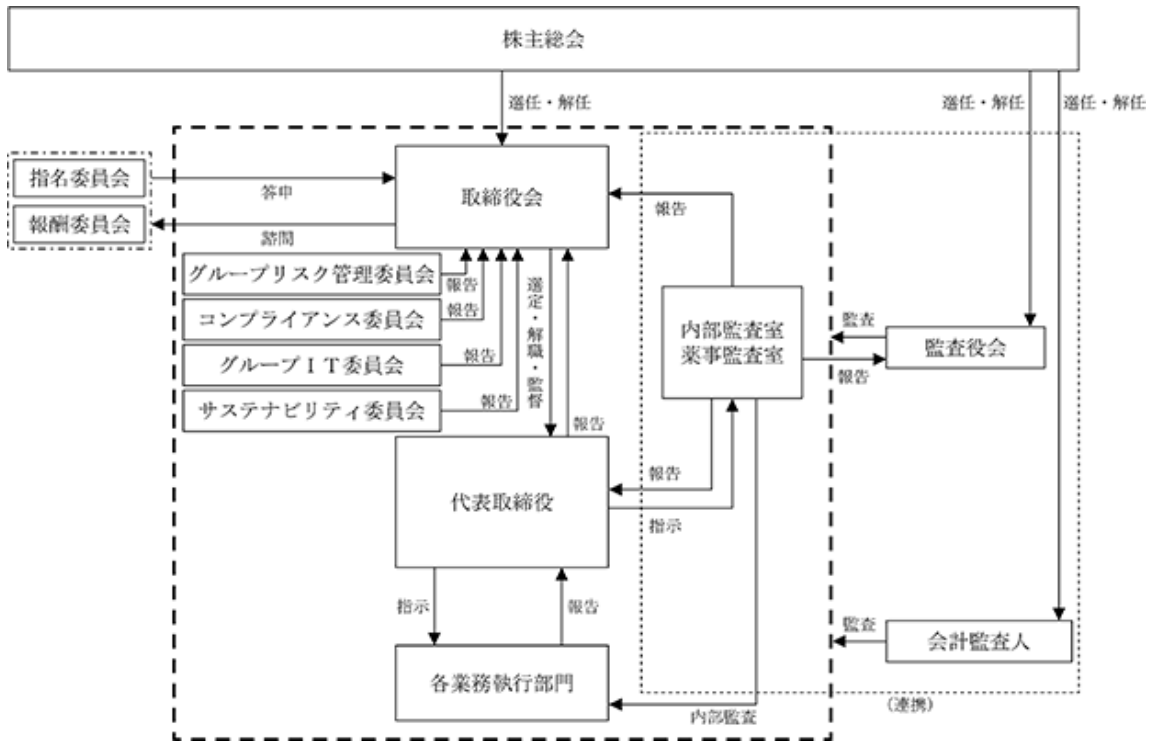 株主総会
選任・解任
選任・解任
選任・解任
指名委員会
報酬委員会
答申
諮問
取締役会
報告
グループリスク管理委員会
報告
コンプライアンス委員会
報告
グループＩＴ委員会
報告
サステナビリティ委員会
報告
選定・解職・監督
報告
内部監査室
薬事監査室
監査
報告
監査役会
代表取締役
報告
指示
指示
報告
各業務執行部門
内部監査
監査
会計監査人
（連携）